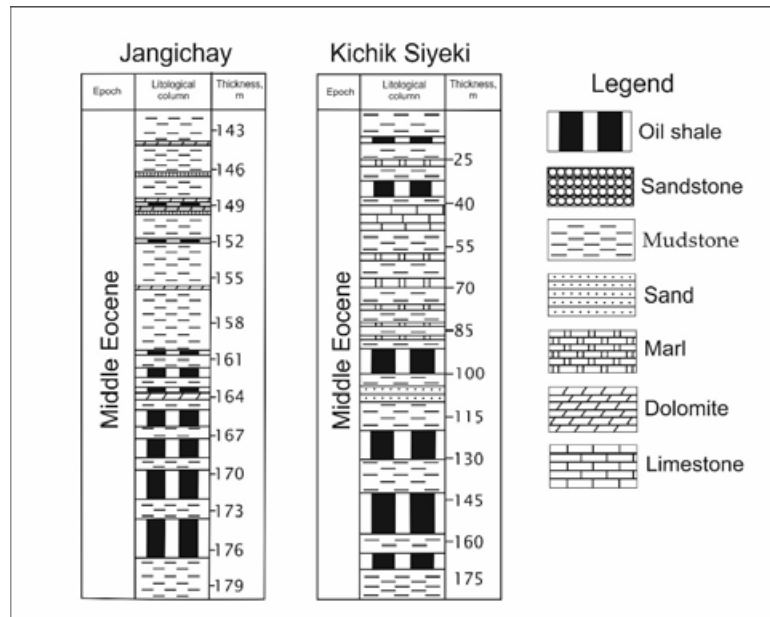 Jangichay
Epoch
Litological
column
Thickness,
m
143
146
149
152
155
158
161
164
167
170
173
176
179
Middle Eocene
Kichik Siyeki
Epoch
Litological
column
Thickness,
m
25
40
55
70
85
100
115
130
145
160
175
Middle Eocene
Legend
Oil shale
Sandstone
Mudstone
Sand
Marl
Dolomite
Limestone